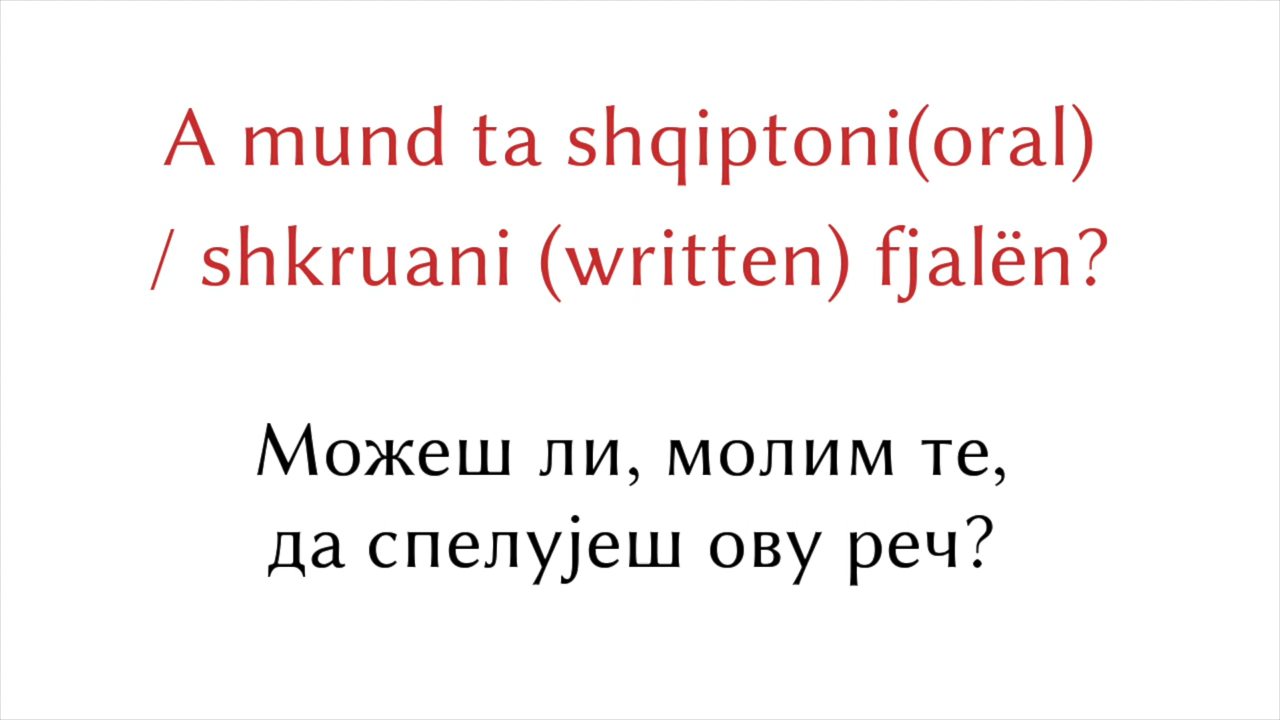 A mund ta shqiptoni(oral)
/ shkruani (written) fjalën?
Можеш ли, молим те,
да спелујеш ову реч?